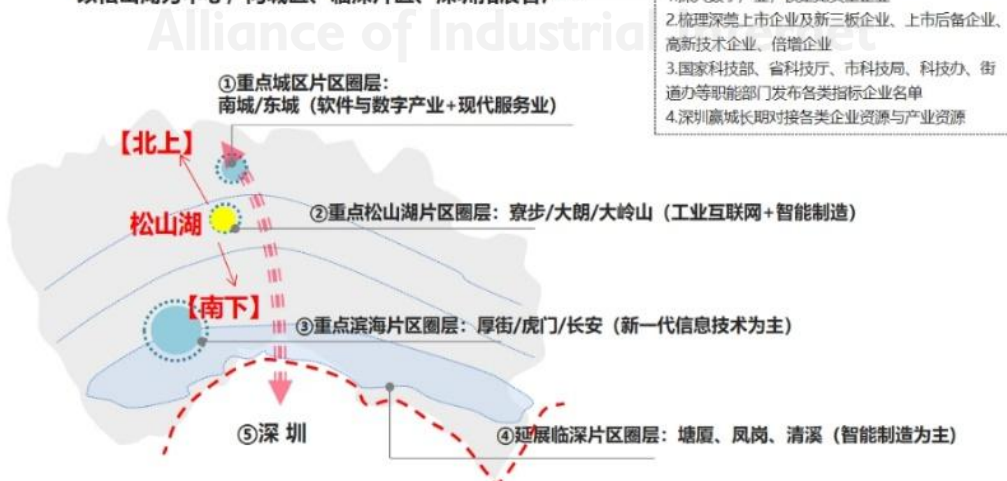 Alliance of Industrial Internet
2.梳理深莞上市企业及新三板企业、上市后备企业、
高新技术企业、倍增企业
3.国家科技部、省科技厅、市科技局、科技办、街
道办等职能部门发布各类指标企业名单
4.深圳赢城长期对接各类企业资源与产业资源
①重点城区片区圈层：
南城/东城（软件与数字产业+现代服务业）
【北上】
松山湖
②重点松山湖片区圈层：寮步/大朗/大岭山（工业互联网+智能制造）
【南下】
③重点滨海片区圈层：厚街/虎门/长安（新一代信息技术为主）
⑤深 圳
④延展临深片区圈层：塘厦、凤岗、清溪（智能制造为主）